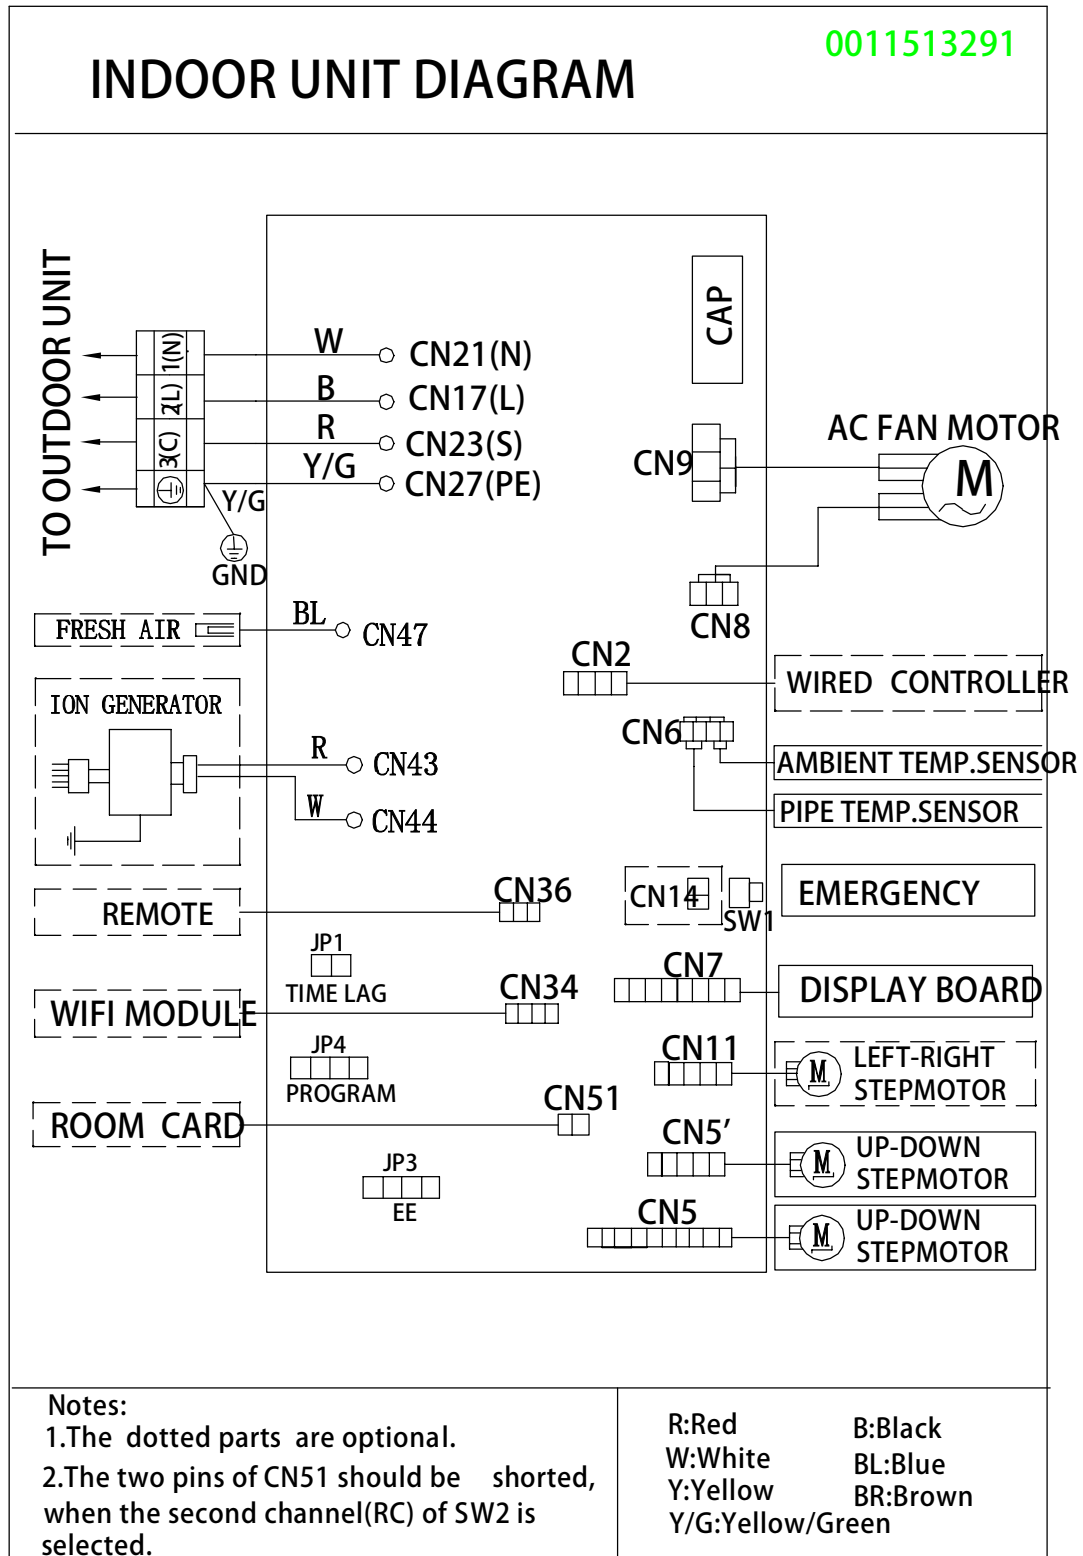 0011513291
INDOOR UNIT DIAGRAM
TO OUTDOOR UNIT
1(N)
2(L)
3(C)
W
CN21(N)
B
CN17(L)
R
CN23(S)
Y/G
CN27(PE)
Y/G
GND
CAP
CN9
AC FAN MOTOR
M
CN8
FRESH AIR
BL
CN47
CN2
WIRED CONTROLLER
ION GENERATOR
R
CN43
W
CN44
CN6
AMBIENT TEMP.SENSOR
PIPE TEMP.SENSOR
REMOTE
CN36
CN14
SW1
EMERGENCY
JP1
TIME LAG
CN7
DISPLAY BOARD
WIFI MODULE
CN34
JP4
PROGRAM
CN11
M
LEFT-RIGHT
STEPMOTOR
ROOM CARD
CN51
CN5′
M
UP-DOWN
STEPMOTOR
JP3
EE
CN5
M
UP-DOWN
STEPMOTOR
Notes:
1.The dotted parts are optional.
2.The two pins of CN51 should be shorted,
when the second channel(RC) of SW2 is
selected.
R:Red B:Black
W:White BL:Blue
Y:Yellow BR:Brown
Y/G:Yellow/Green